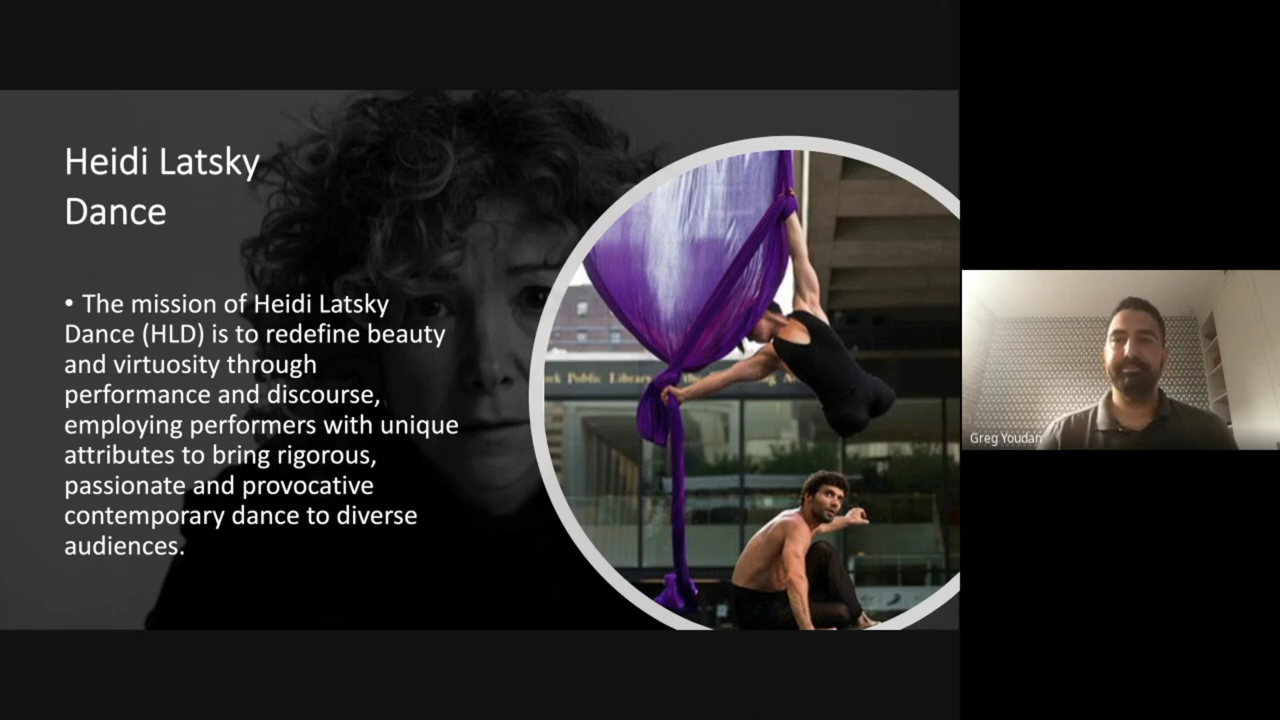 Heidi Latsky
Dance
• The mission of Heidi Latsky
Dance (HLD) is to redefine beauty
and virtuosity through
performance and discourse,
employing performers with unique
attributes to bring rigorous,
passionate and provocative
contemporary dance to diverse
audiences.
Public Library
Greg Youdan